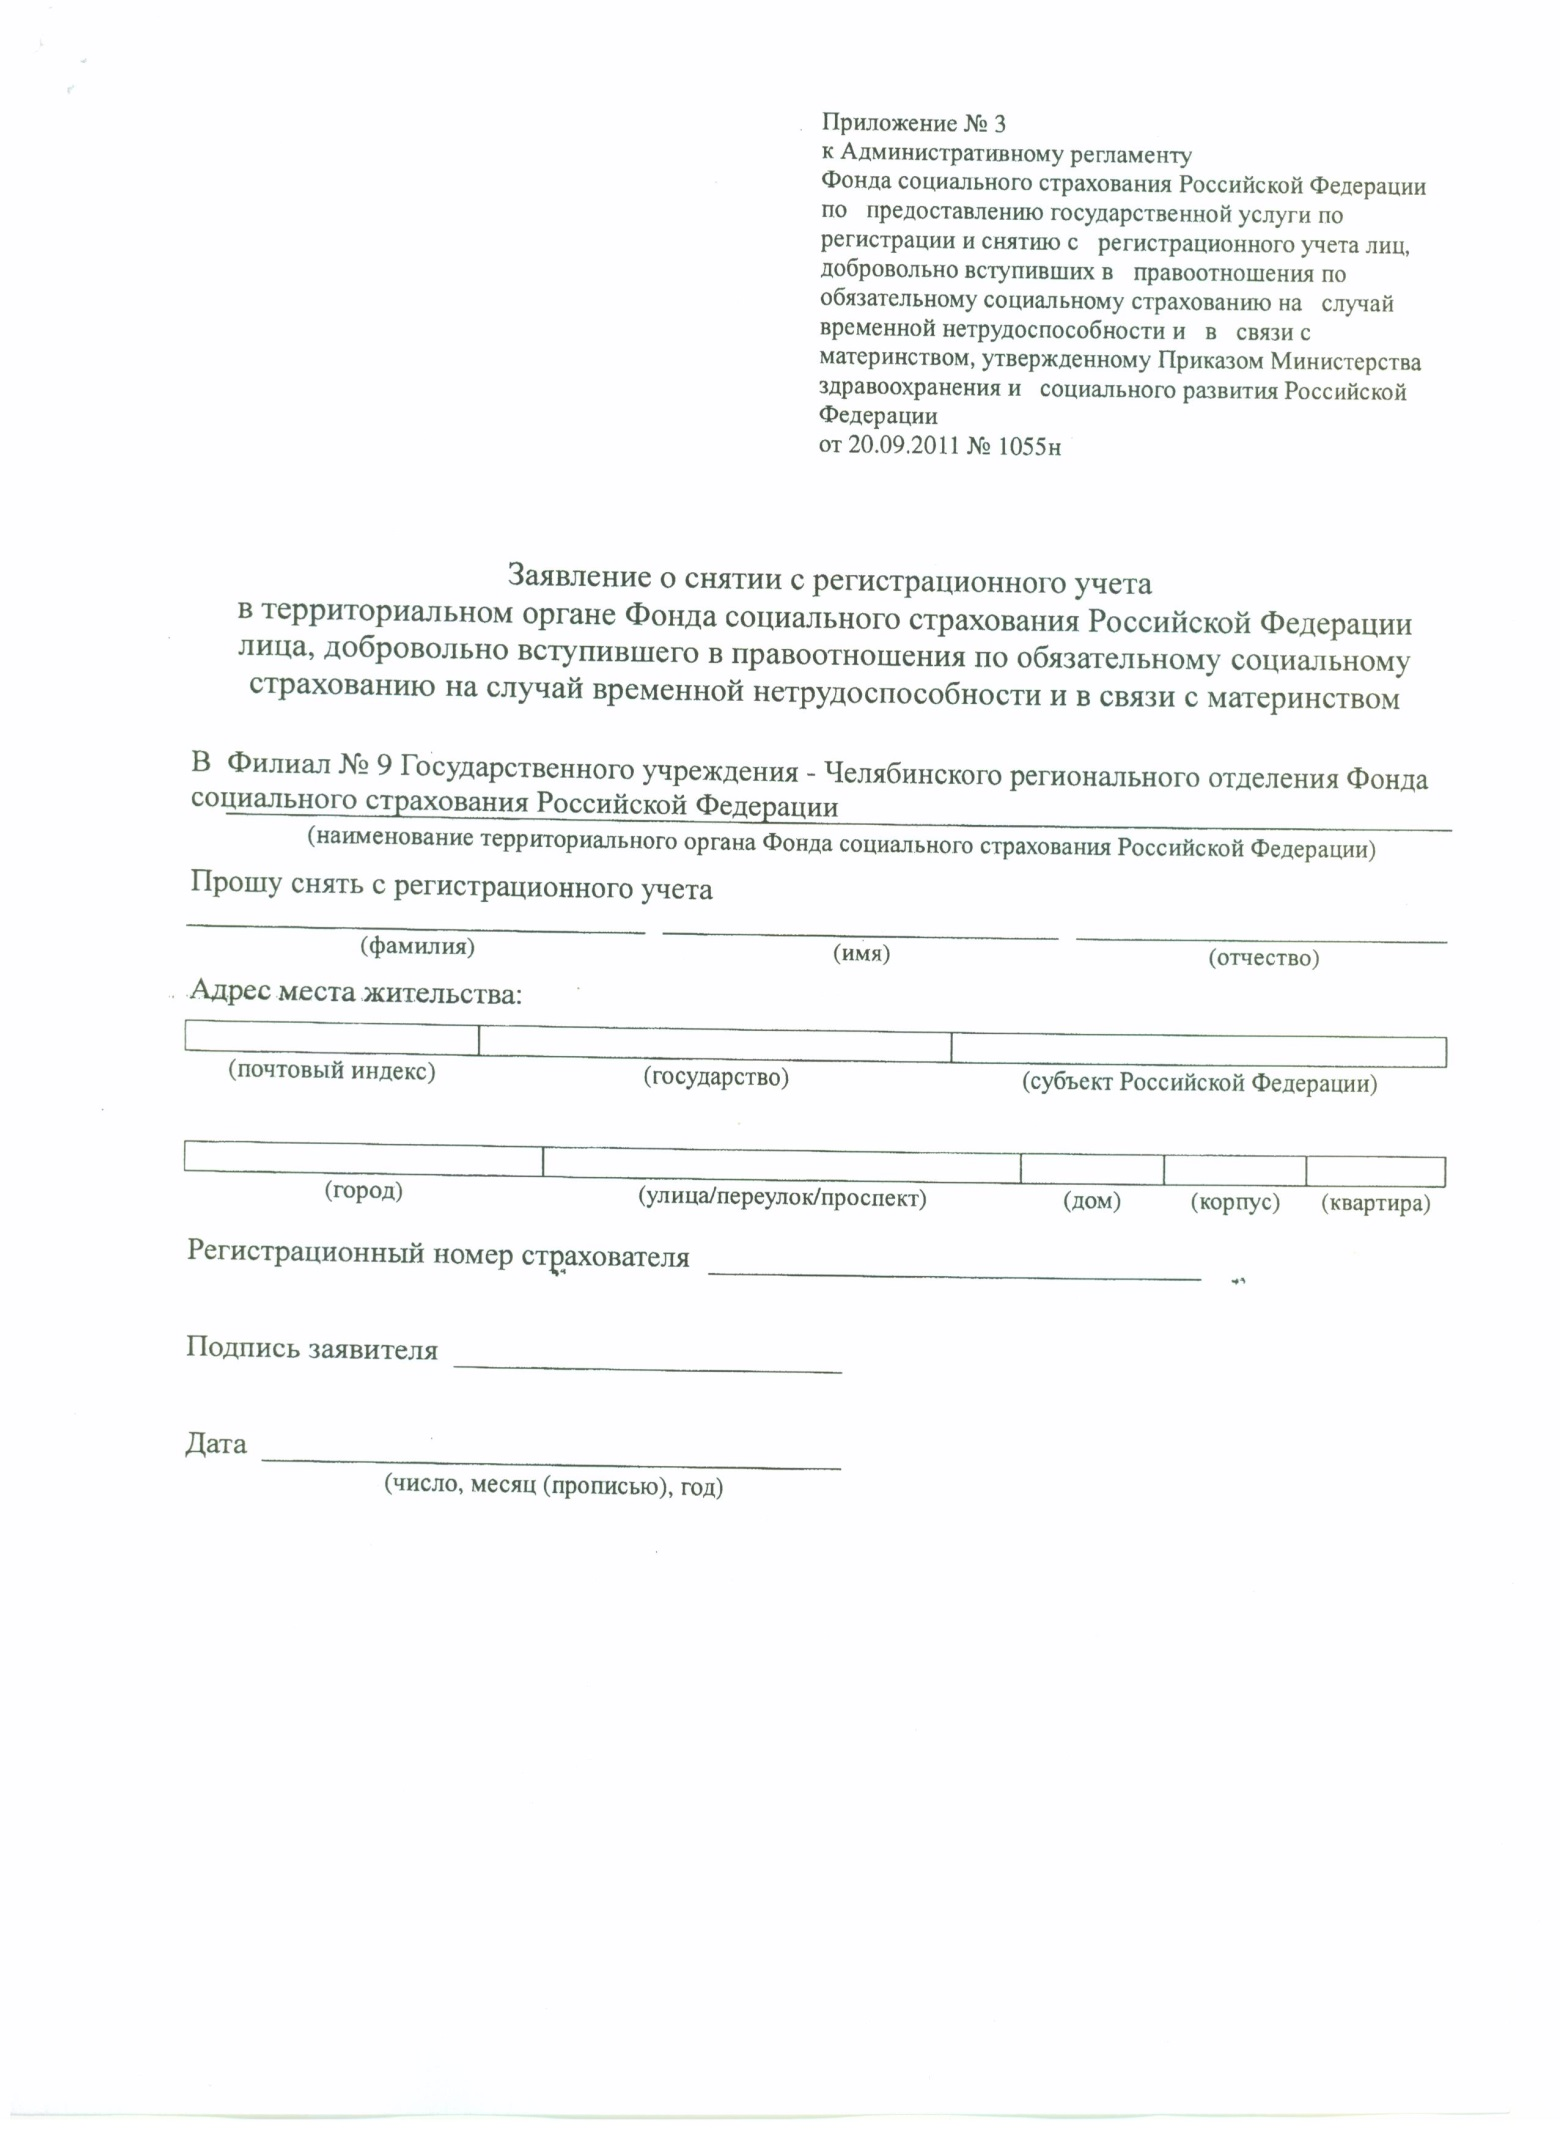 Приложение № 3
к Административному регламенту
Фонда социального страхования Российской Федерации
по предоставлению государственной услуги по
регистрации и снятию с регистрационного учета лиц,
добровольно вступивших в правоотношения по
обязательному социальному страхованию на случай
временной нетрудоспособности и в связи с
материнством, утвержденному Приказом Министерства
здравоохранения и социального развития Российской
Федерации
от 20.09.2011 № 1055н
Заявление о снятии с регистрационного учета
в территориальном органе Фонда социального страхования Российской Федерации
лица, добровольно вступившего в правоотношения по обязательному социальному
страхованию на случай временной нетрудоспособности и в связи с материнством
В Филиал № 9 Государственного учреждения - Челябинского регионального отделения Фонда
социального страхования Российской Федерации
(наименование территориального органа Фонда социального страхования Российской Федерации)
Прошу снять с регистрационного учета
(фамилия) (имя) (отчество)
Адрес места жительства:
(почтовый индекс) (государство) (субъект Российской Федерации)
(город) (улица/переулок/проспект) (дом) (корпус) (квартира)
Регистрационный номер страхователя
Подпись заявителя
Дата
(число, месяц (прописью), год)